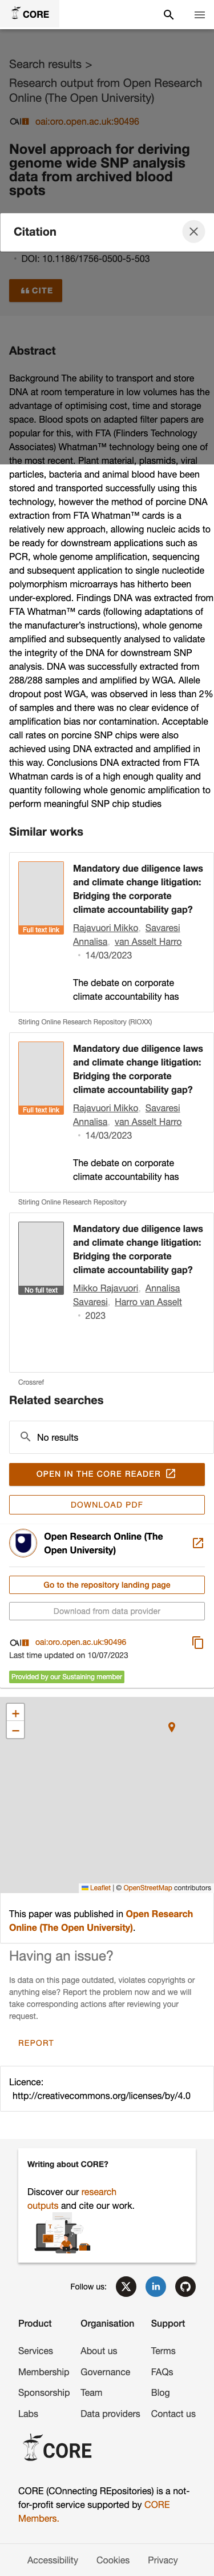 CORE
Search results >
Research output from Open Research
Online (The Open University)
OAI oai:oro.open.ac.uk:90496
Novel approach for deriving
genome wide SNP analysis
data from archived blood
spots
Citation
· DOI: 10.1186/1756-0500-5-503
CITE
Abstract
Background The ability to transport and store
DNA at room temperature in low volumes has the
advantage of optimising cost, time and storage
space. Blood spots on adapted filter papers are
popular for this, with FTA (Flinders Technology
Associates) Whatman™ technology being one of
the most recent. Plant material, plasmids, viral
particles, bacteria and animal blood have been
stored and transported successfully using this
technology, however the method of porcine DNA
extraction from FTA Whatman™ cards is a
relatively new approach, allowing nucleic acids to
be ready for downstream applications such as
PCR, whole genome amplification, sequencing
and subsequent application to single nucleotide
polymorphism microarrays has hitherto been
under-explored. Findings DNA was extracted from
FTA Whatman™ cards (following adaptations of
the manufacturer’s instructions), whole genome
amplified and subsequently analysed to validate
the integrity of the DNA for downstream SNP
analysis. DNA was successfully extracted from
288/288 samples and amplified by WGA. Allele
dropout post WGA, was observed in less than 2%
of samples and there was no clear evidence of
amplification bias nor contamination. Acceptable
call rates on porcine SNP chips were also
achieved using DNA extracted and amplified in
this way. Conclusions DNA extracted from FTA
Whatman cards is of a high enough quality and
quantity following whole genomic amplification to
perform meaningful SNP chip studies
Similar works
Mandatory due diligence laws
and climate change litigation:
Bridging the corporate
climate accountability gap?
Full text link
Rajavuori Mikko, Savaresi
Annalisa, van Asselt Harro
· 14/03/2023
The debate on corporate
climate accountability has
Stirling Online Research Repository (RIOXX)
Mandatory due diligence laws
and climate change litigation:
Bridging the corporate
climate accountability gap?
Full text link
Rajavuori Mikko, Savaresi
Annalisa, van Asselt Harro
· 14/03/2023
The debate on corporate
climate accountability has
Stirling Online Research Repository
Mandatory due diligence laws
and climate change litigation:
Bridging the corporate
climate accountability gap?
No full text
Mikko Rajavuori, Annalisa
Savaresi, Harro van Asselt
· 2023
Crossref
Related searches
No results
OPEN IN THE CORE READER
DOWNLOAD PDF
Open Research Online (The
Open University)
Go to the repository landing page
Download from data provider
OAI oai:oro.open.ac.uk:90496
Last time updated on 10/07/2023
Provided by our Sustaining member
+
−
Leaflet | © OpenStreetMap contributors
This paper was published in Open Research
Online (The Open University).
Having an issue?
Is data on this page outdated, violates copyrights or
anything else? Report the problem now and we will
take corresponding actions after reviewing your
request.
REPORT
Licence:
http://creativecommons.org/licenses/by/4.0
Writing about CORE?
Discover our research
outputs and cite our work.
Follow us:
Product Organisation Support
Services About us Terms
Membership Governance FAQs
Sponsorship Team Blog
Labs Data providers Contact us
CORE
CORE (COnnecting REpositories) is a not-
for-profit service supported by CORE
Members.
Accessibility Cookies Privacy